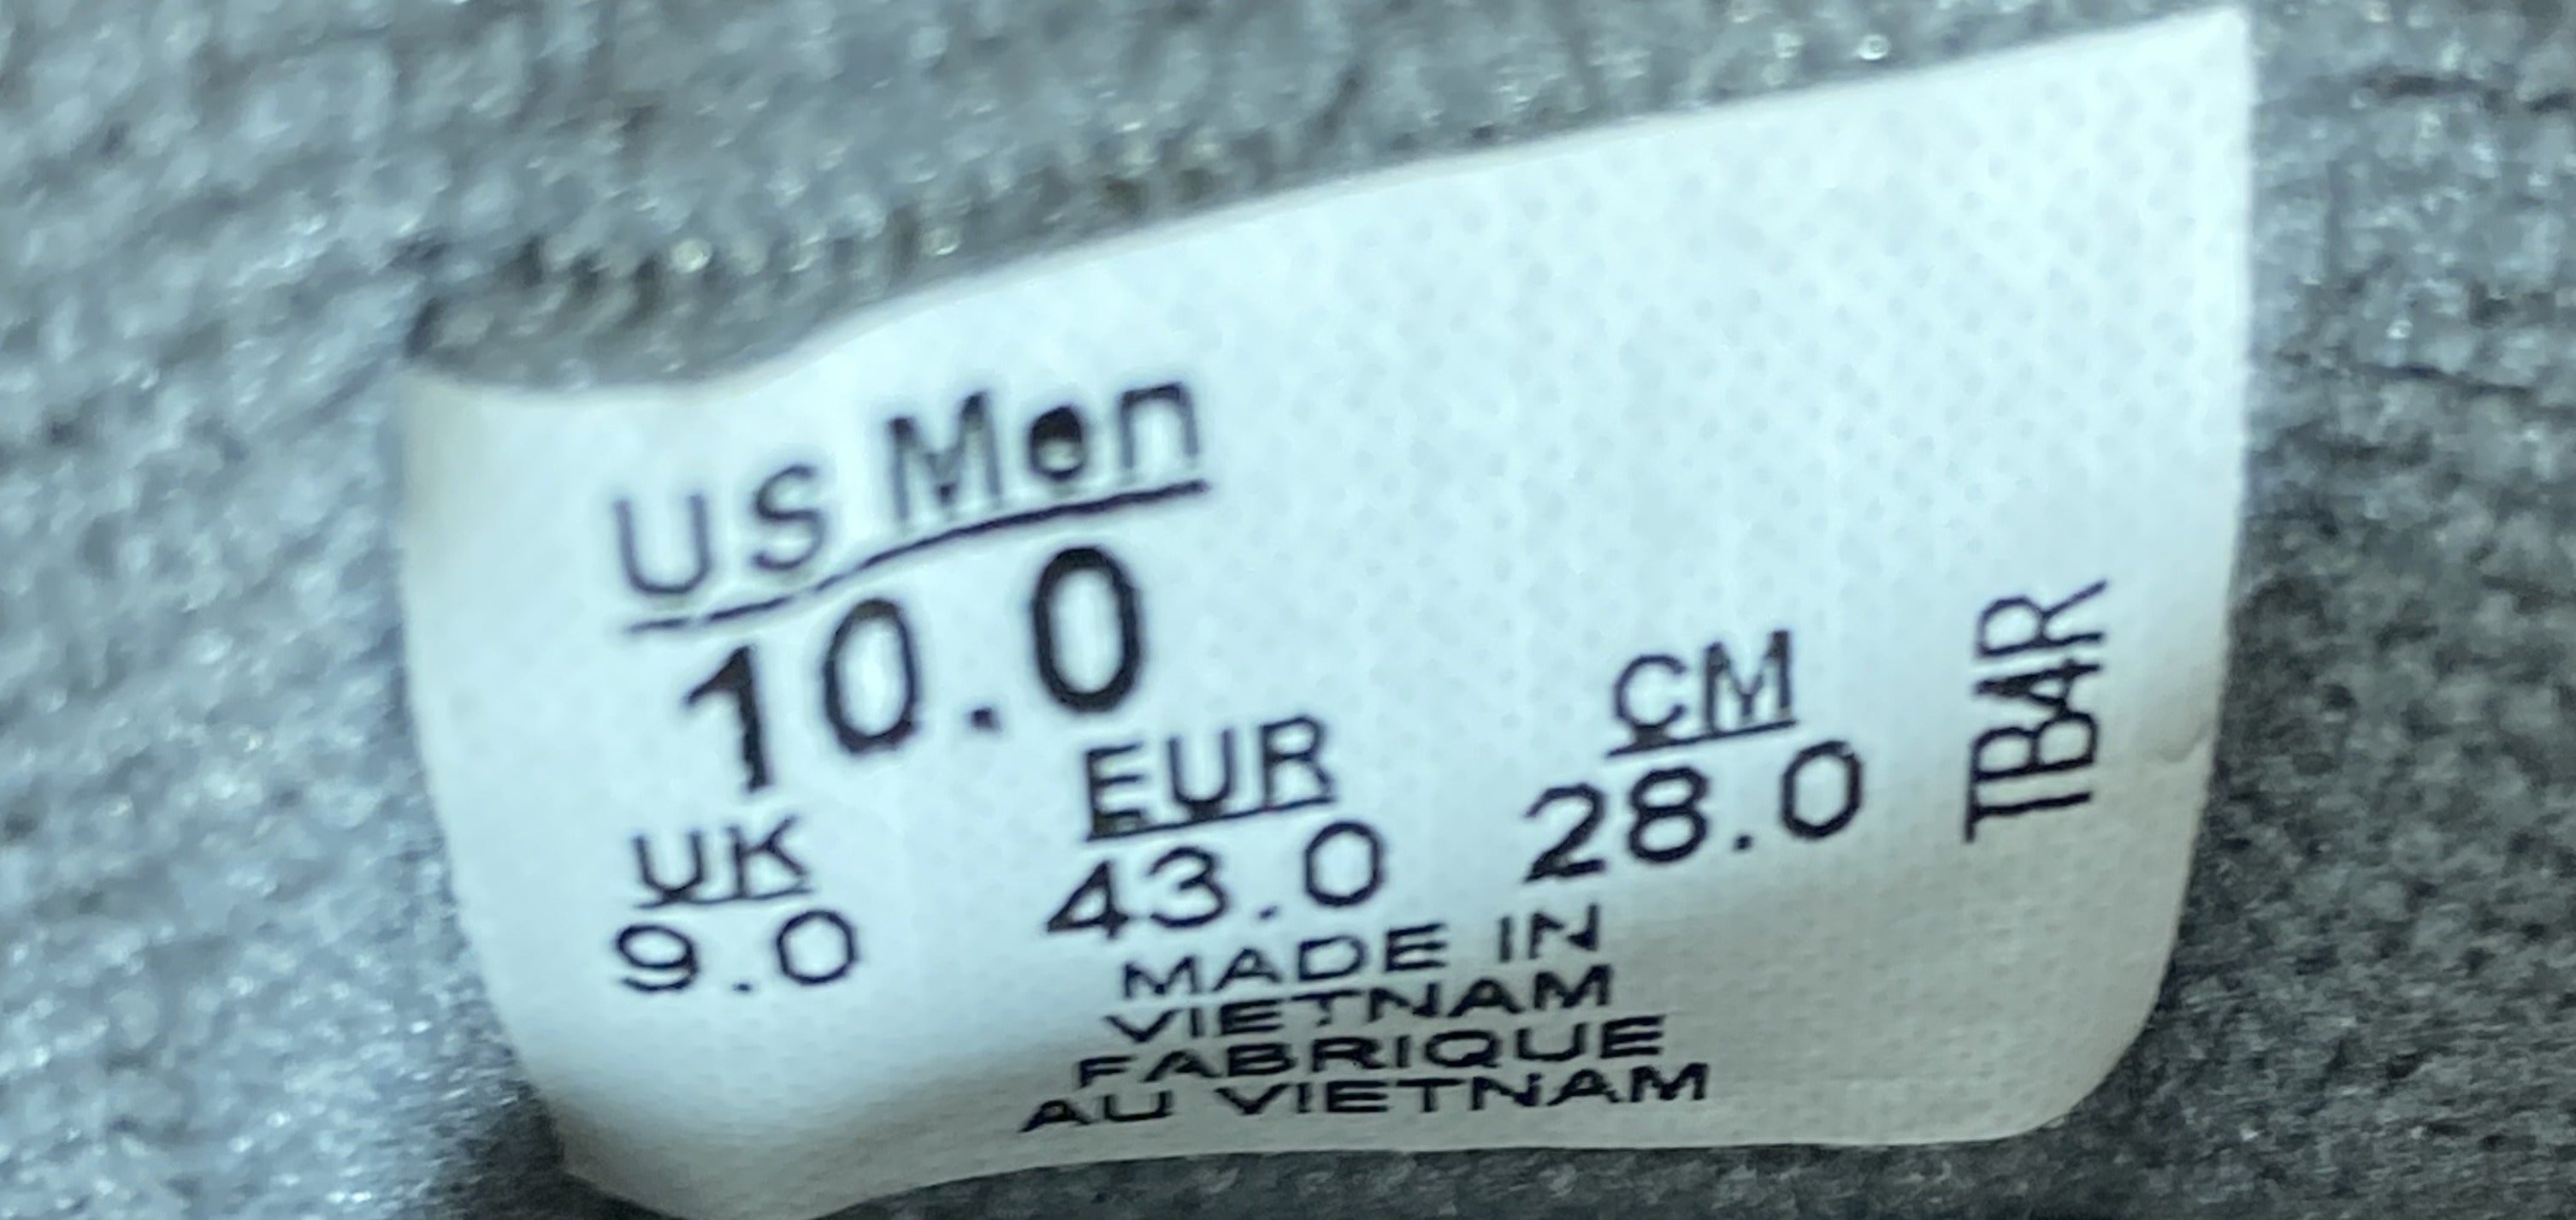 US Men
10.0
UK
9.0
EUR
43.0
CM
28.0
MADE IN
VIETNAM
FABRIQUE
AU VIETNAM
TB4R